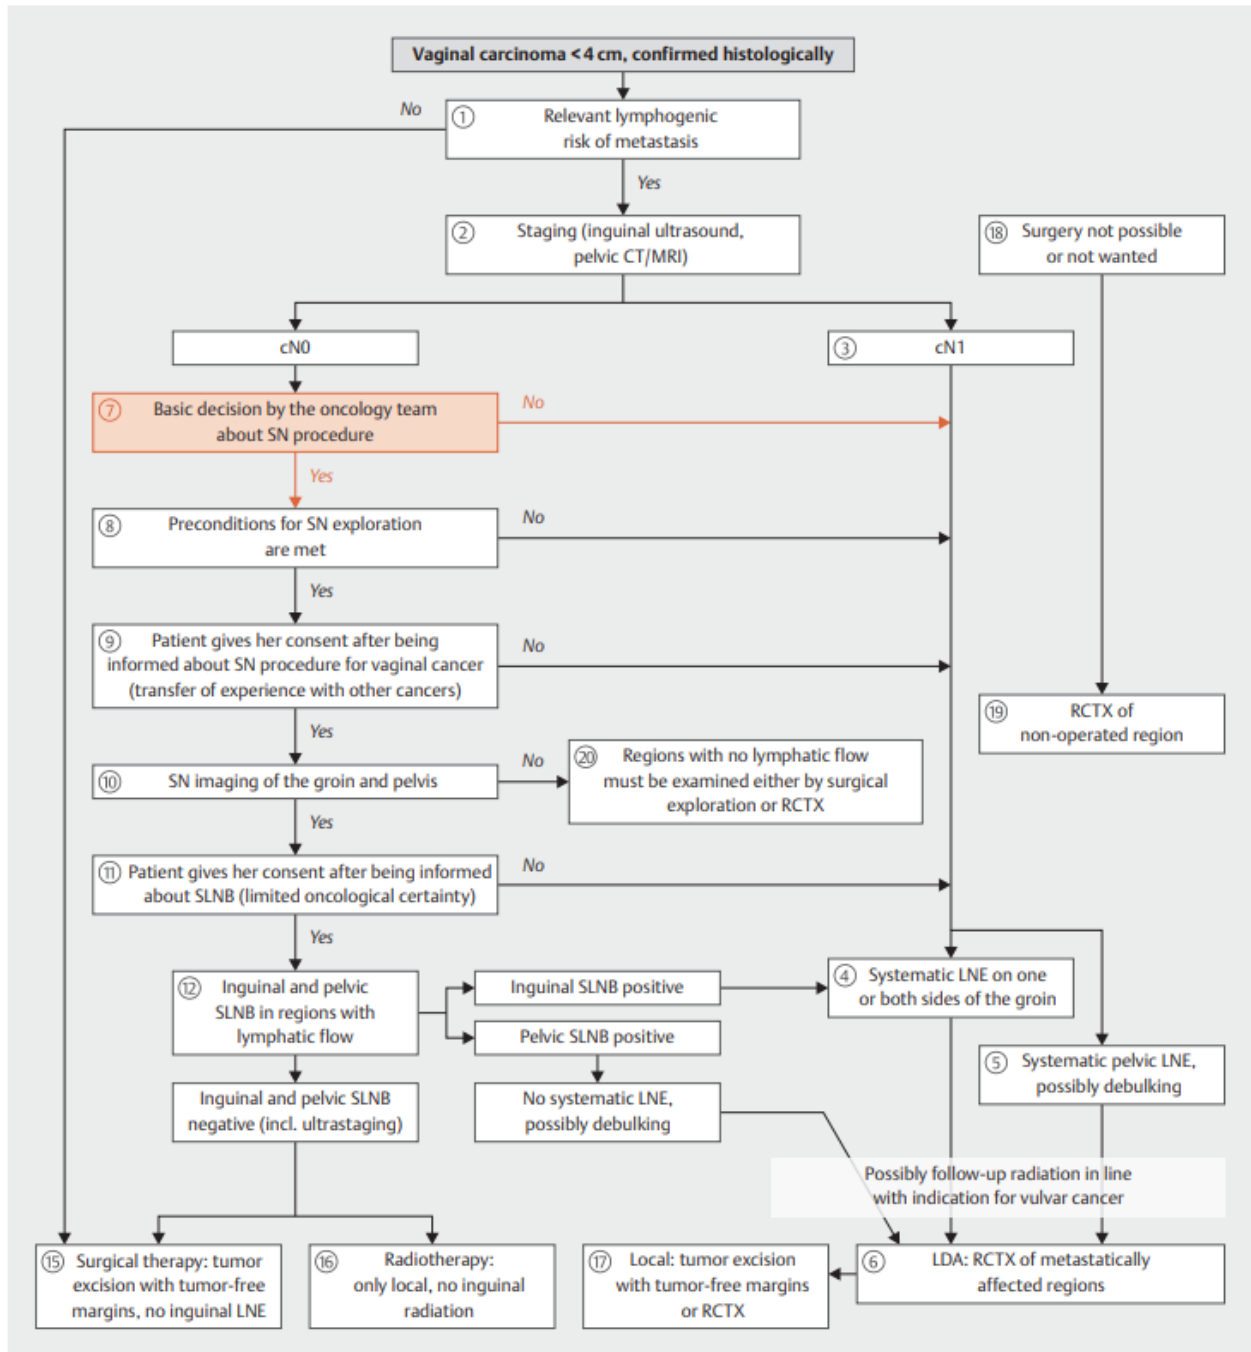 Vaginal carcinoma < 4 cm, confirmed histologically
No
① Relevant lymphogenic
risk of metastasis
Yes
② Staging (inguinal ultrasound,
pelvic CT/MRI)
⑱ Surgery not possible
or not wanted
cN0
③ cN1
⑦ Basic decision by the oncology team
about SN procedure
No
Yes
⑧ Preconditions for SN exploration
are met
No
Yes
⑨ Patient gives her consent after being
informed about SN procedure for vaginal cancer
(transfer of experience with other cancers)
No
Yes
⑲ RCTX of
non-operated region
⑩ SN imaging of the groin and pelvis
No
Yes
⑳ Regions with no lymphatic flow
must be examined either by surgical
exploration or RCTX
⑪ Patient gives her consent after being informed
about SLNB (limited oncological certainty)
No
Yes
⑫ Inguinal and pelvic
SLNB in regions with
lymphatic flow
Inguinal SLNB positive
④ Systematic LNE on one
or both sides of the groin
Pelvic SLNB positive
⑤ Systematic pelvic LNE,
possibly debulking
Inguinal and pelvic SLNB
negative (incl. ultrastaging)
No systematic LNE,
possibly debulking
Possibly follow-up radiation in line
with indication for vulvar cancer
⑮ Surgical therapy: tumor
excision with tumor-free
margins, no inguinal LNE
⑯ Radiotherapy:
only local, no inguinal
radiation
⑰ Local: tumor excision
with tumor-free margins
or RCTX
⑥ LDA: RCTX of metastatically
affected regions